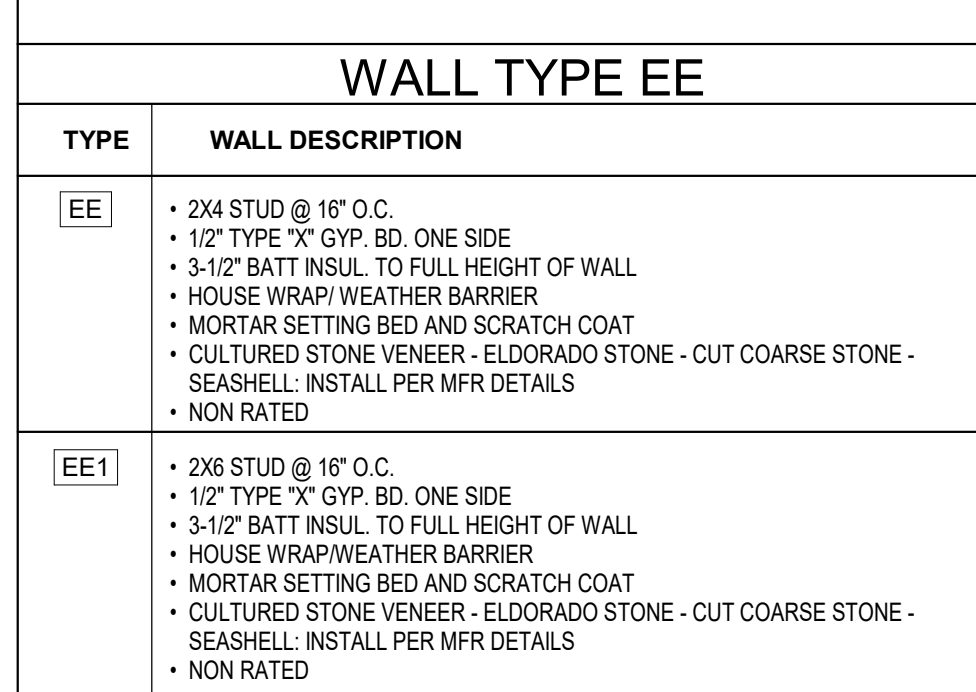 WALL TYPE EE
TYPE WALL DESCRIPTION
EE
• 2X4 STUD @ 16" O.C.
• 1/2" TYPE "X" GYP. BD. ONE SIDE
• 3-1/2" BATT INSUL. TO FULL HEIGHT OF WALL
• HOUSE WRAP/ WEATHER BARRIER
• MORTAR SETTING BED AND SCRATCH COAT
• CULTURED STONE VENEER - ELDORADO STONE - CUT COARSE STONE -
SEASHELL: INSTALL PER MFR DETAILS
• NON RATED
EE1
• 2X6 STUD @ 16" O.C.
• 1/2" TYPE "X" GYP. BD. ONE SIDE
• 3-1/2" BATT INSUL. TO FULL HEIGHT OF WALL
• HOUSE WRAP/WEATHER BARRIER
• MORTAR SETTING BED AND SCRATCH COAT
• CULTURED STONE VENEER - ELDORADO STONE - CUT COARSE STONE -
SEASHELL: INSTALL PER MFR DETAILS
• NON RATED